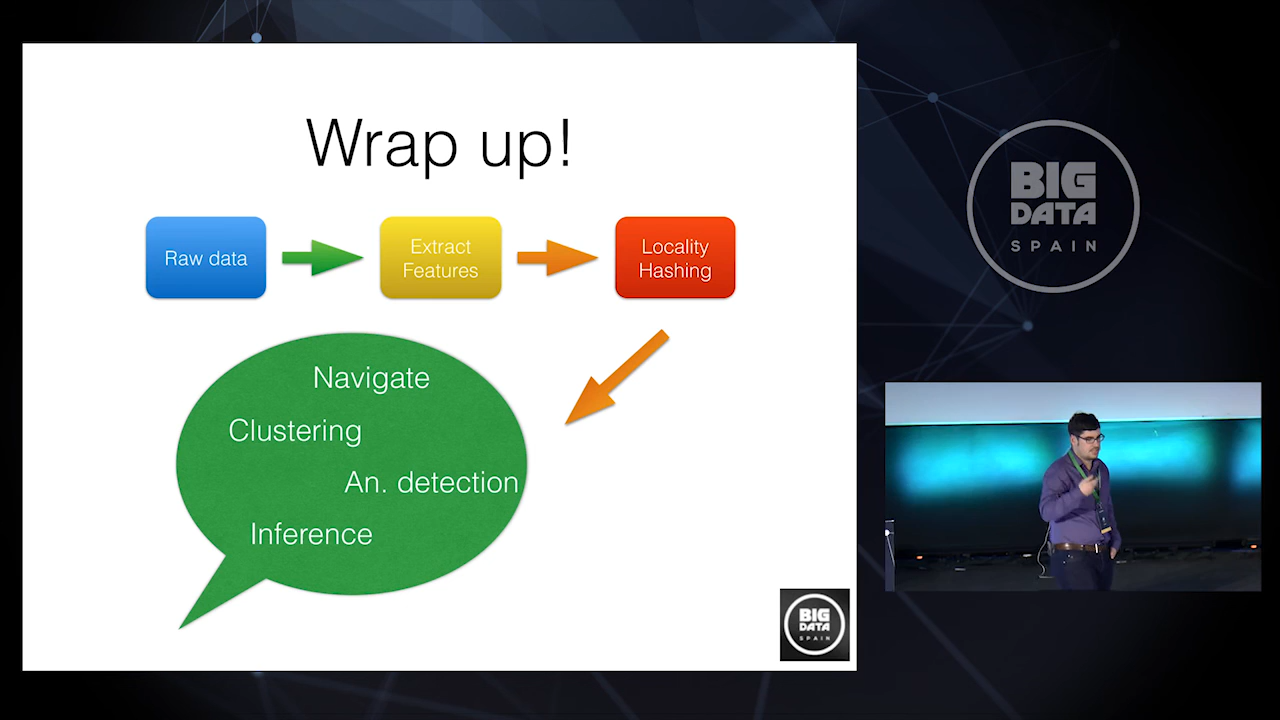 Wrap up!
Raw data
Extract
Features
Locality
Hashing
Navigate
Clustering
An. detection
Inference
BIG
DATA
SPAIN
BIG
DATA
SPAIN